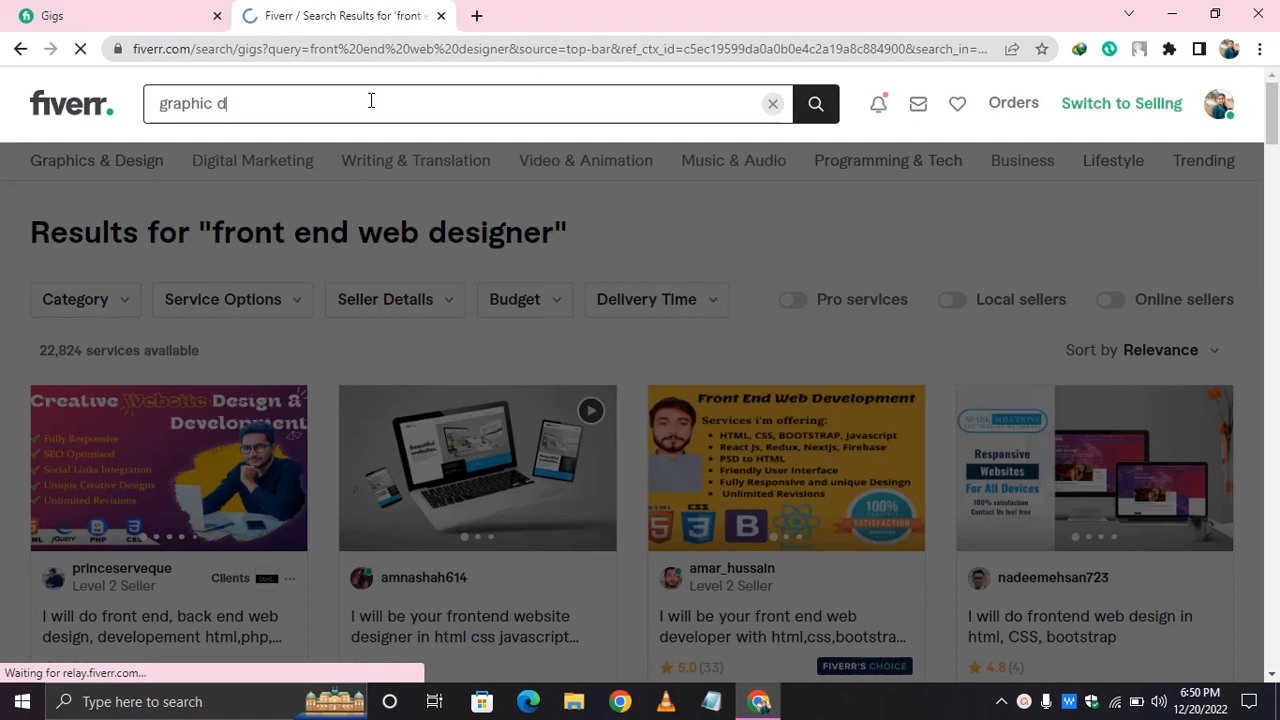 Gigs
Fiverr / Search Results for 'front e
fiverr.com/search/gigs?query=front%20end%20web%20designer&source=top-bar&ref_ctx_id=c5ec19599da0a0b0e4c2a19a8c884900&search_in=...
fiverr.
graphic d
Orders
Switch to Selling
Graphics & Design
Digital Marketing
Writing & Translation
Video & Animation
Music & Audio
Programming & Tech
Business
Lifestyle
Trending
Results for "front end web designer"
Category
Service Options
Seller Details
Budget
Delivery Time
Pro services
Local sellers
Online sellers
22,824 services available
Sort by Relevance
Creative Website Design &
Development
Fully Responsive
SEO Optimised
Social Links Integration
Unique Creative Designs
Unlimited Revisions
jQUERY
PHP
CSS
Front End Web Development
Services i'm offering:
HTML, CSS, BOOTSTRAP, Javascript
React Js, Redux, Nextjs, Firebase
PSD to HTML
Friendly User Interface
Fully Responsive and unique Design
Unlimited Revisions
100%
SATISFACTION
Responsive
Websites
For All Devices
100% satisfaction
Contact Us feel free
princeserveque
Level 2 Seller
Clients
I will do front end, back end web
design, developement html,php,...
amnashah614
I will be your frontend website
designer in html css javascript...
amar_hussain
Level 2 Seller
I will be your front end web
developer with html,css,bootstra...
5.0 (33)
FIVERR'S CHOICE
nadeemehsan723
I will do frontend web design in
html, CSS, bootstrap
4.8 (4)
Waiting for relay.fiverr.com...
Type here to search
6:50 PM
12/20/2022